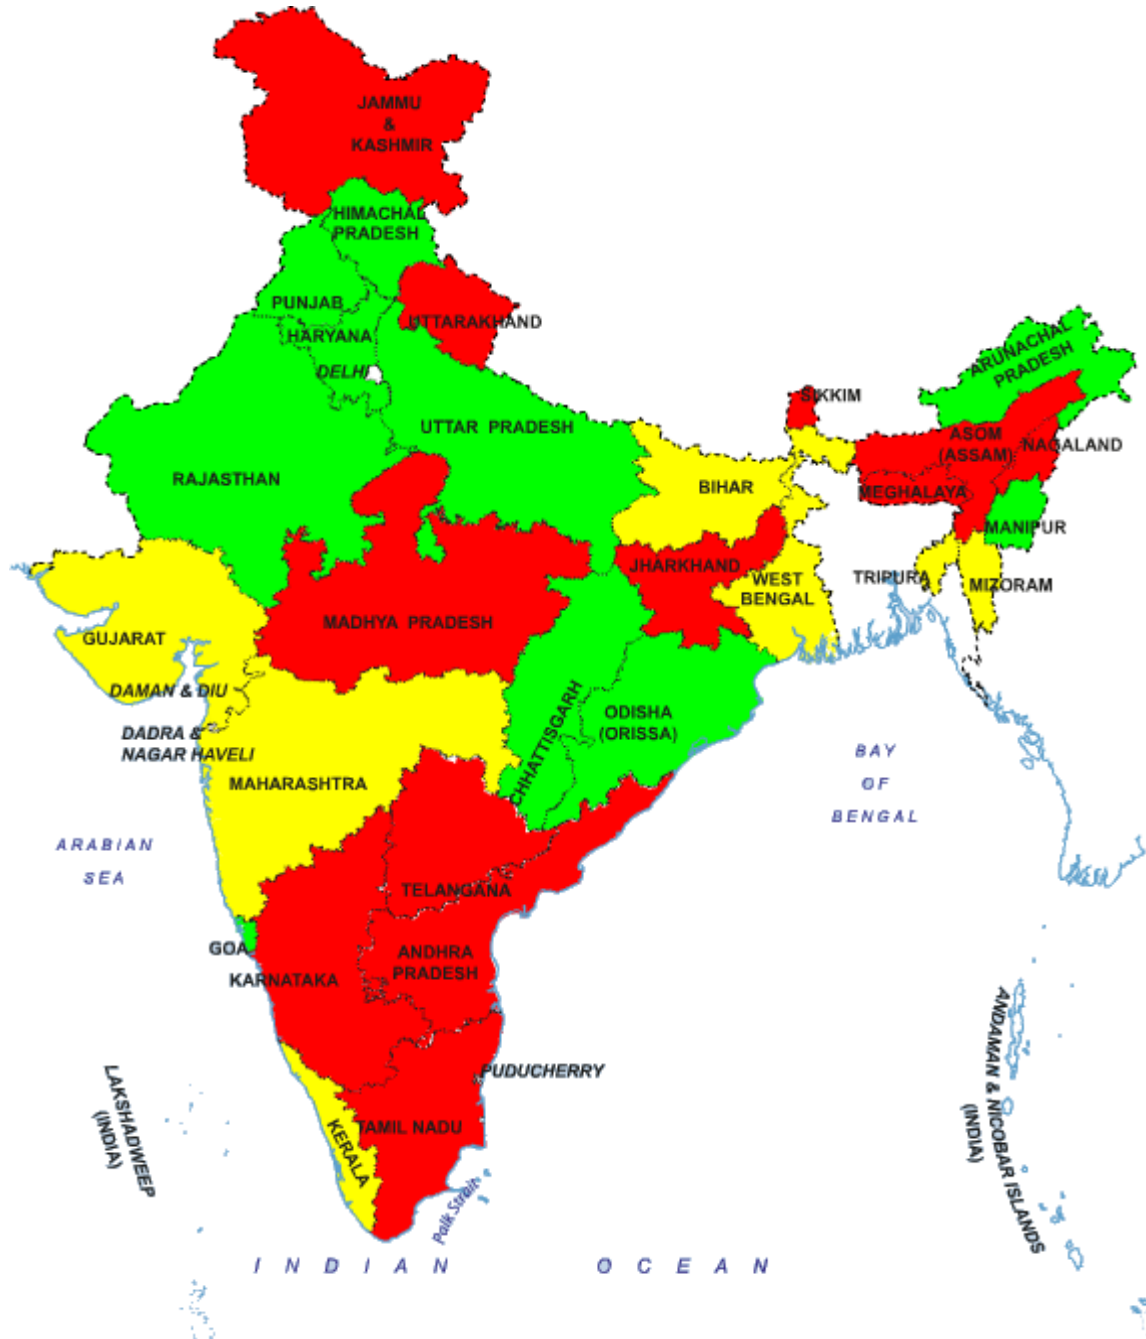 JAMMU
&
KASHMIR
HIMACHAL
PRADESH
PUNJAB
UTTARAKHAND
HARYANA
DELHI
ARUNACHAL
PRADESH
SIKKIM
UTTAR PRADESH
ASOM
(ASSAM)
NAGALAND
RAJASTHAN
BIHAR
MEGHALAYA
MANIPUR
JHARKHAND
WEST
BENGAL
TRIPURA
MIZORAM
MADHYA PRADESH
GUJARAT
DAMAN & DIU
DADRA &
NAGAR HAVELI
CHHATTISGARH
ODISHA
(ORISSA)
MAHARASHTRA
BAY
OF
BENGAL
ARABIAN
SEA
TELANGANA
GOA
KARNATAKA
ANDHRA
PRADESH
PUDUCHERRY
LAKSHADWEEP
(INDIA)
KERALA
TAMIL NADU
ANDAMAN & NICOBAR ISLANDS
(INDIA)
Palk Strait
INDIAN OCEAN